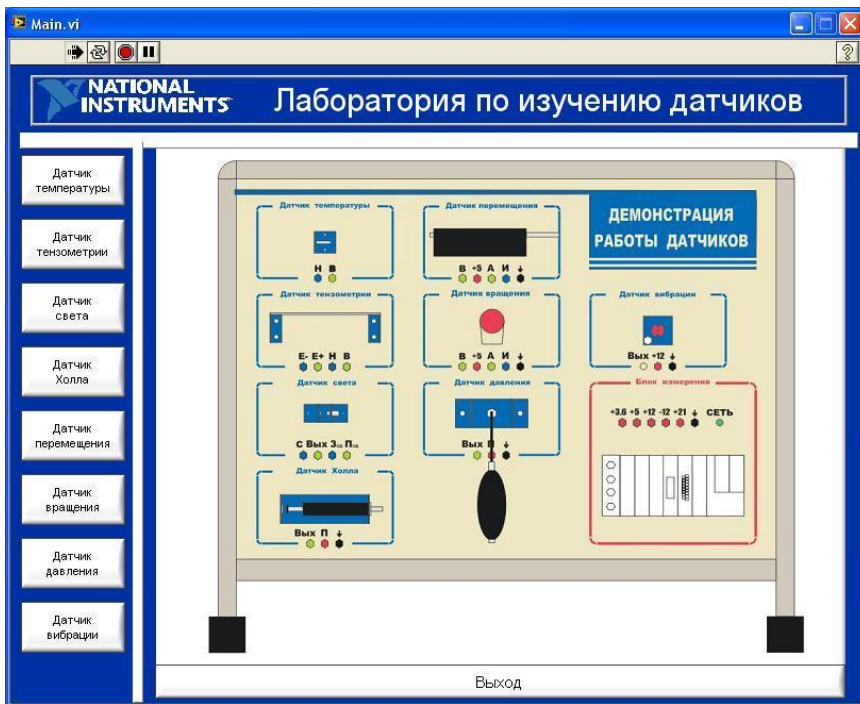 Main.vi
NATIONAL
INSTRUMENTS
Лаборатория по изучению датчиков
Датчик
температуры
Датчик
тензометрии
Датчик
света
Датчик
Холла
Датчик
перемещения
Датчик
вращения
Датчик
давления
Датчик
вибрации
Датчик температуры
Н В
Датчик перемещения
В +5 А И
ДЕМОНСТРАЦИЯ
РАБОТЫ ДАТЧИКОВ
Датчик тензометрии
Е- Е+ Н В
Датчик вращения
В +5 А И
Датчик вибрации
Вых +12
Датчик света
С Вых
Датчик давления
Вых П
Блок измерения
+3.6 +5 +12 -12 +21 СЕТЬ
Датчик Холла
Вых П
Выход